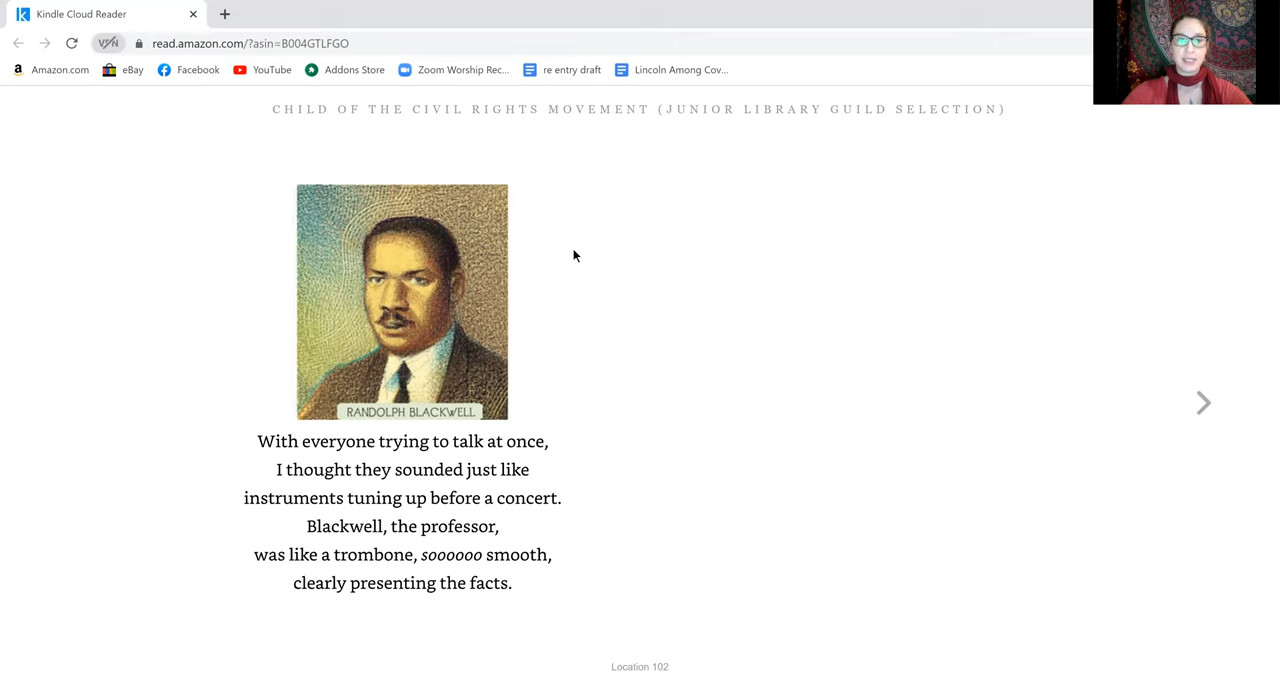 Kindle Cloud Reader
VPN
read.amazon.com/?asin=B004GTLFGO
a Amazon.com eBay Facebook YouTube Addons Store Zoom Worship Rec... re entry draft Lincoln Among Cov...
CHILD OF THE CIVIL RIGHTS MOVEMENT (JUNIOR LIBRARY GUILD SELECTION)
RANDOLPH BLACKWELL
With everyone trying to talk at once,
I thought they sounded just like
instruments tuning up before a concert.
Blackwell, the professor,
was like a trombone, soooooo smooth,
clearly presenting the facts.
Location 102